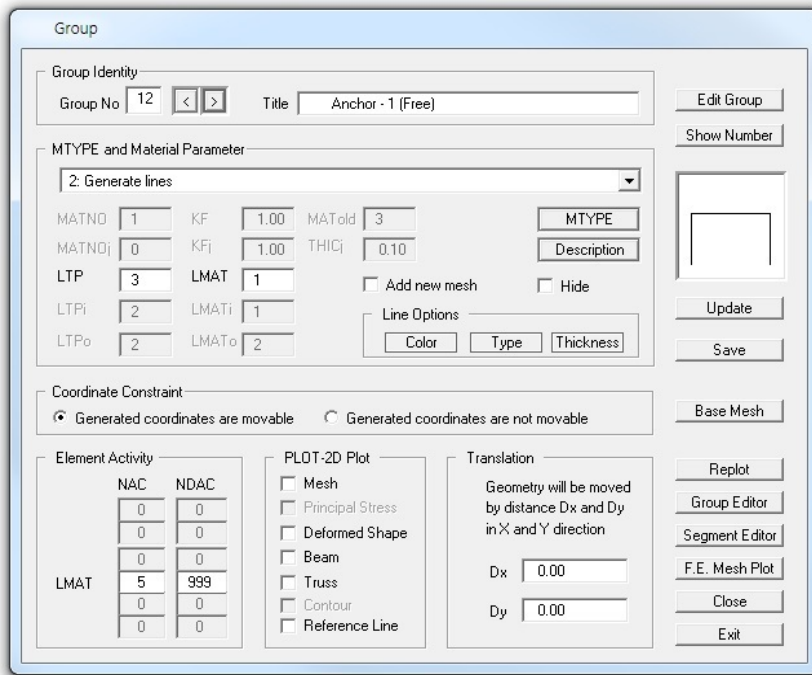 Group
Group Identity
Group No 12 < > Title Anchor - 1 (Free)
Edit Group
Show Number
MTYPE and Material Parameter
2: Generate lines
MATNO 1 KF 1.00 MATold 3 MTYPE
MATNOj 0 KFj 1.00 THICj 0.10 Description
LTP 3 LMAT 1 Add new mesh Hide
LTPi 2 LMATi 1
LTPo 2 LMATo 2
Line Options
Color Type Thickness
Update
Save
Coordinate Constraint
Generated coordinates are movable Generated coordinates are not movable
Base Mesh
Element Activity
NAC NDAC
0 0
0 0
0 0
LMAT 5 999
0 0
0 0
PLOT-2D Plot
Mesh
Principal Stress
Deformed Shape
Beam
Truss
Contour
Reference Line
Translation
Geometry will be moved
by distance Dx and Dy
in X and Y direction
Dx 0.00
Dy 0.00
Replot
Group Editor
Segment Editor
F.E. Mesh Plot
Close
Exit